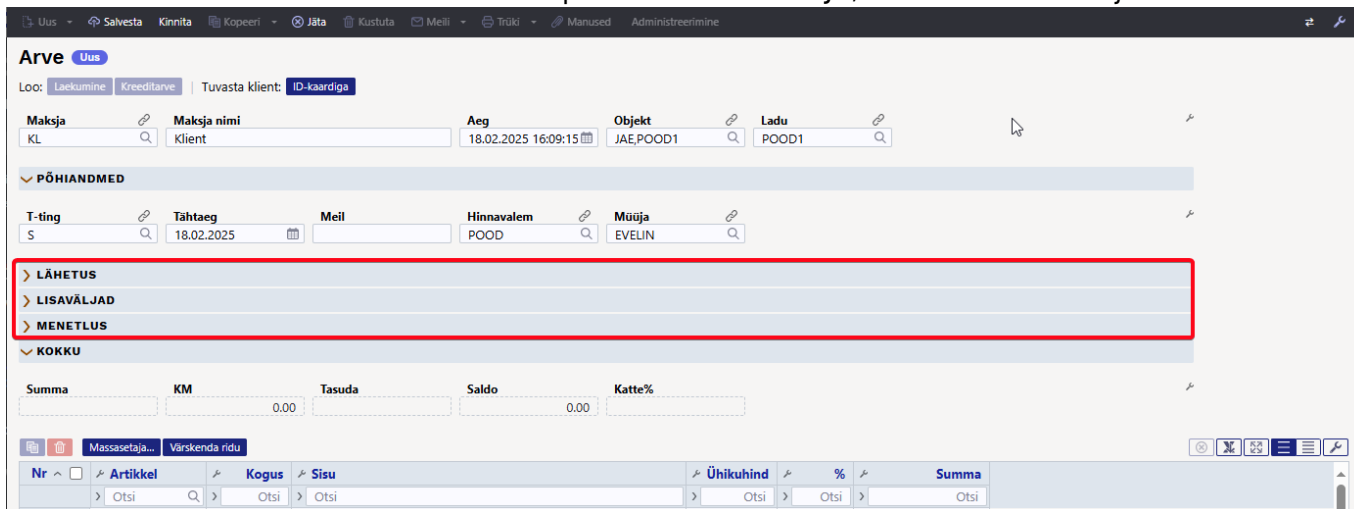 Uus Salvesta Kinnita Kopeeri Jäta Kustuta Meili Trüki Manused Administreerimine
Arve Uus
Loo: Laekumine Kreeditarve | Tuvasta klient: ID-kaardiga
Maksja Maksja nimi Aeg Objekt Ladu
KL Klient 18.02.2025 16:09:15 JAE,POOD1 POOD1
PÕHIANDMED
T-ting Tähtaeg Meil Hinnavalem Müüja
S 18.02.2025 POOD EVELIN
LÄHETUS
LISAVÄLJAD
MENETLUS
KOKKU
Summa KM Tasuda Saldo Katte%
0.00 0.00
Massasetaja... Värskenda ridu
Nr Artikkel Kogus Sisu Ühikuhind % Summa
Otsi Otsi Otsi Otsi Otsi Otsi